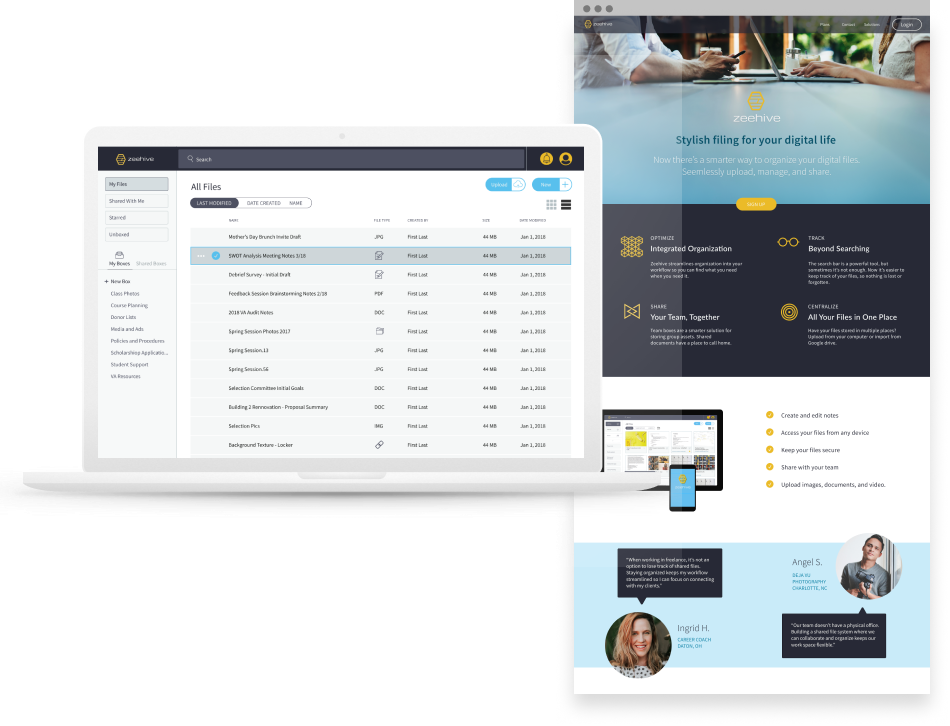 zeehive
Search
My Files
Shared With Me
Starred
Unboxed
My Boxes Shared Boxes
+ New Box
Class Photos
Course Planning
Donor Lists
Media and Ads
Policies and Procedures
Scholarshop Applicatio...
Student Support
VA Resources
All Files
Upload
New +
LAST MODIFIED DATE CREATED NAME
NAME FILE TYPE CREATED BY SIZE DATE MODIFIED
Mother's Day Brunch Invite Draft JPG First Last 44 MB Jan 1, 2018
SWOT Analysis Meeting Notes 3/18 First Last 44 MB Jan 1, 2018
Debrief Survey - Initial Draft First Last 44 MB Jan 1, 2018
Feedback Session Brainstorming Notes 2/18 PDF First Last 44 MB Jan 1, 2018
2018 VA Audit Notes DOC First Last 44 MB Jan 1, 2018
Spring Session Photos 2017 First Last 44 MB Jan 1, 2018
Spring Session.13 JPG First Last 44 MB Jan 1, 2018
Spring Session.56 JPG First Last 44 MB Jan 1, 2018
Selection Committee Initial Goals DOC First Last 44 MB Jan 1, 2018
Building 2 Rennovation - Proposal Summary DOC First Last 44 MB Jan 1, 2018
Selection Pics IMG First Last 44 MB Jan 1, 2018
Background Texture - Locker First Last 44 MB Jan 1, 2018
zeehive
Plans Contact Solutions Login
zeehive
Stylish filing for your digital life
Now there's a smarter way to organize your digital files.
Seemlessly upload, manage, and share.
SIGN UP
OPTIMIZE
Integrated Organization
Zeehive streamlines organization into your
workflow so you can find what you need
when you need it.
TRACK
Beyond Searching
The search bar is a powerful tool, but
sometimes it's not enough. Now it's easier to
keep track of your files, so nothing is lost or
forgotten.
SHARE
Your Team, Together
Team boxes are a smarter solution for
storing group assets. Shared
documents have a place to call home.
CENTRALIZE
All Your Files in One Place
Have your files stored in multiple places?
Upload from your computer or import from
Google drive.
Create and edit notes
Access your files from any device
Keep your files secure
Share with your team
Upload images, documents, and video.
"When working in freelance, it's not an
option to lose track of shared files.
Staying organized keeps my workflow
streamlined so I can focus on connecting
with my clients."
Ingrid H.
CAREER COACH
DATON, OH
Angel S.
DEJA VU
PHOTOGRAPHY
CHARLOTTE, NC
"Our team doesn't have a physical office.
Building a shared file system where we
can collaborate and organize keeps our
work space flexible."